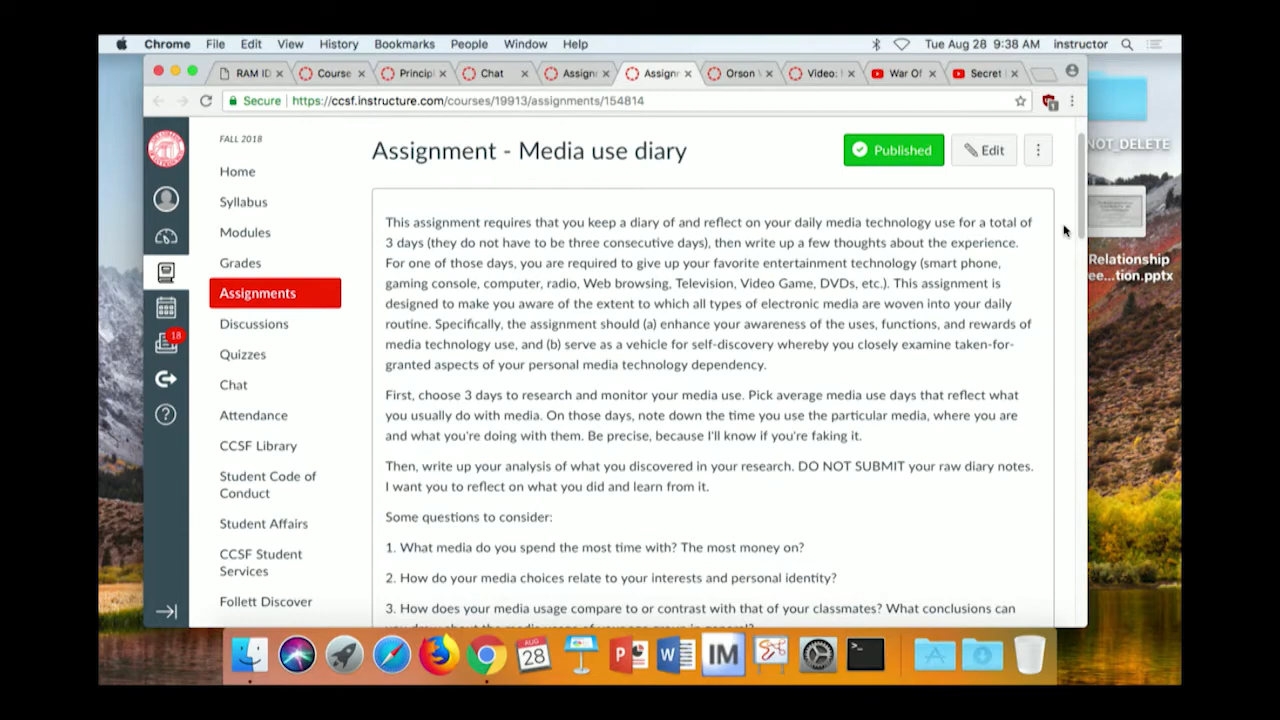 Chrome File Edit View History Bookmarks People Window Help Tue Aug 28 9:38 AM instructor
RAM ID Course Princip Chat Assignr Assignr Orson Video: War Of Secret
Secure https://ccsf.instructure.com/courses/19913/assignments/154814
1
NOT_DELETE
Relationship
ee...tion.pptx
18
FALL 2018
Home
Syllabus
Modules
Grades
Assignments
Discussions
Quizzes
Chat
Attendance
CCSF Library
Student Code of
Conduct
Student Affairs
CCSF Student
Services
Follett Discover
Assignment - Media use diary
Published
Edit
This assignment requires that you keep a diary of and reflect on your daily media technology use for a total of
3 days (they do not have to be three consecutive days), then write up a few thoughts about the experience.
For one of those days, you are required to give up your favorite entertainment technology (smart phone,
gaming console, computer, radio, Web browsing, Television, Video Game, DVDs, etc.). This assignment is
designed to make you aware of the extent to which all types of electronic media are woven into your daily
routine. Specifically, the assignment should (a) enhance your awareness of the uses, functions, and rewards of
media technology use, and (b) serve as a vehicle for self-discovery whereby you closely examine taken-for-
granted aspects of your personal media technology dependency.
First, choose 3 days to research and monitor your media use. Pick average media use days that reflect what
you usually do with media. On those days, note down the time you use the particular media, where you are
and what you're doing with them. Be precise, because I'll know if you're faking it.
Then, write up your analysis of what you discovered in your research. DO NOT SUBMIT your raw diary notes.
I want you to reflect on what you did and learn from it.
Some questions to consider:
1. What media do you spend the most time with? The most money on?
2. How do your media choices relate to your interests and personal identity?
3. How does your media usage compare to or contrast with that of your classmates? What conclusions can
AUG
28
P
W
IM